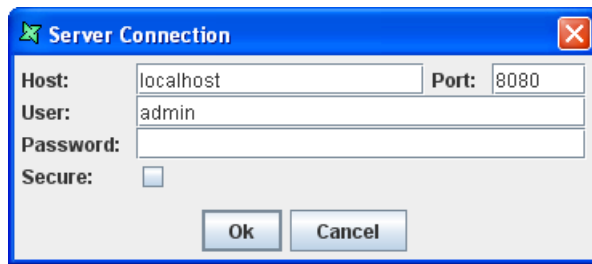 Server Connection
Host: localhost Port: 8080
User: admin
Password:
Secure:
Ok Cancel